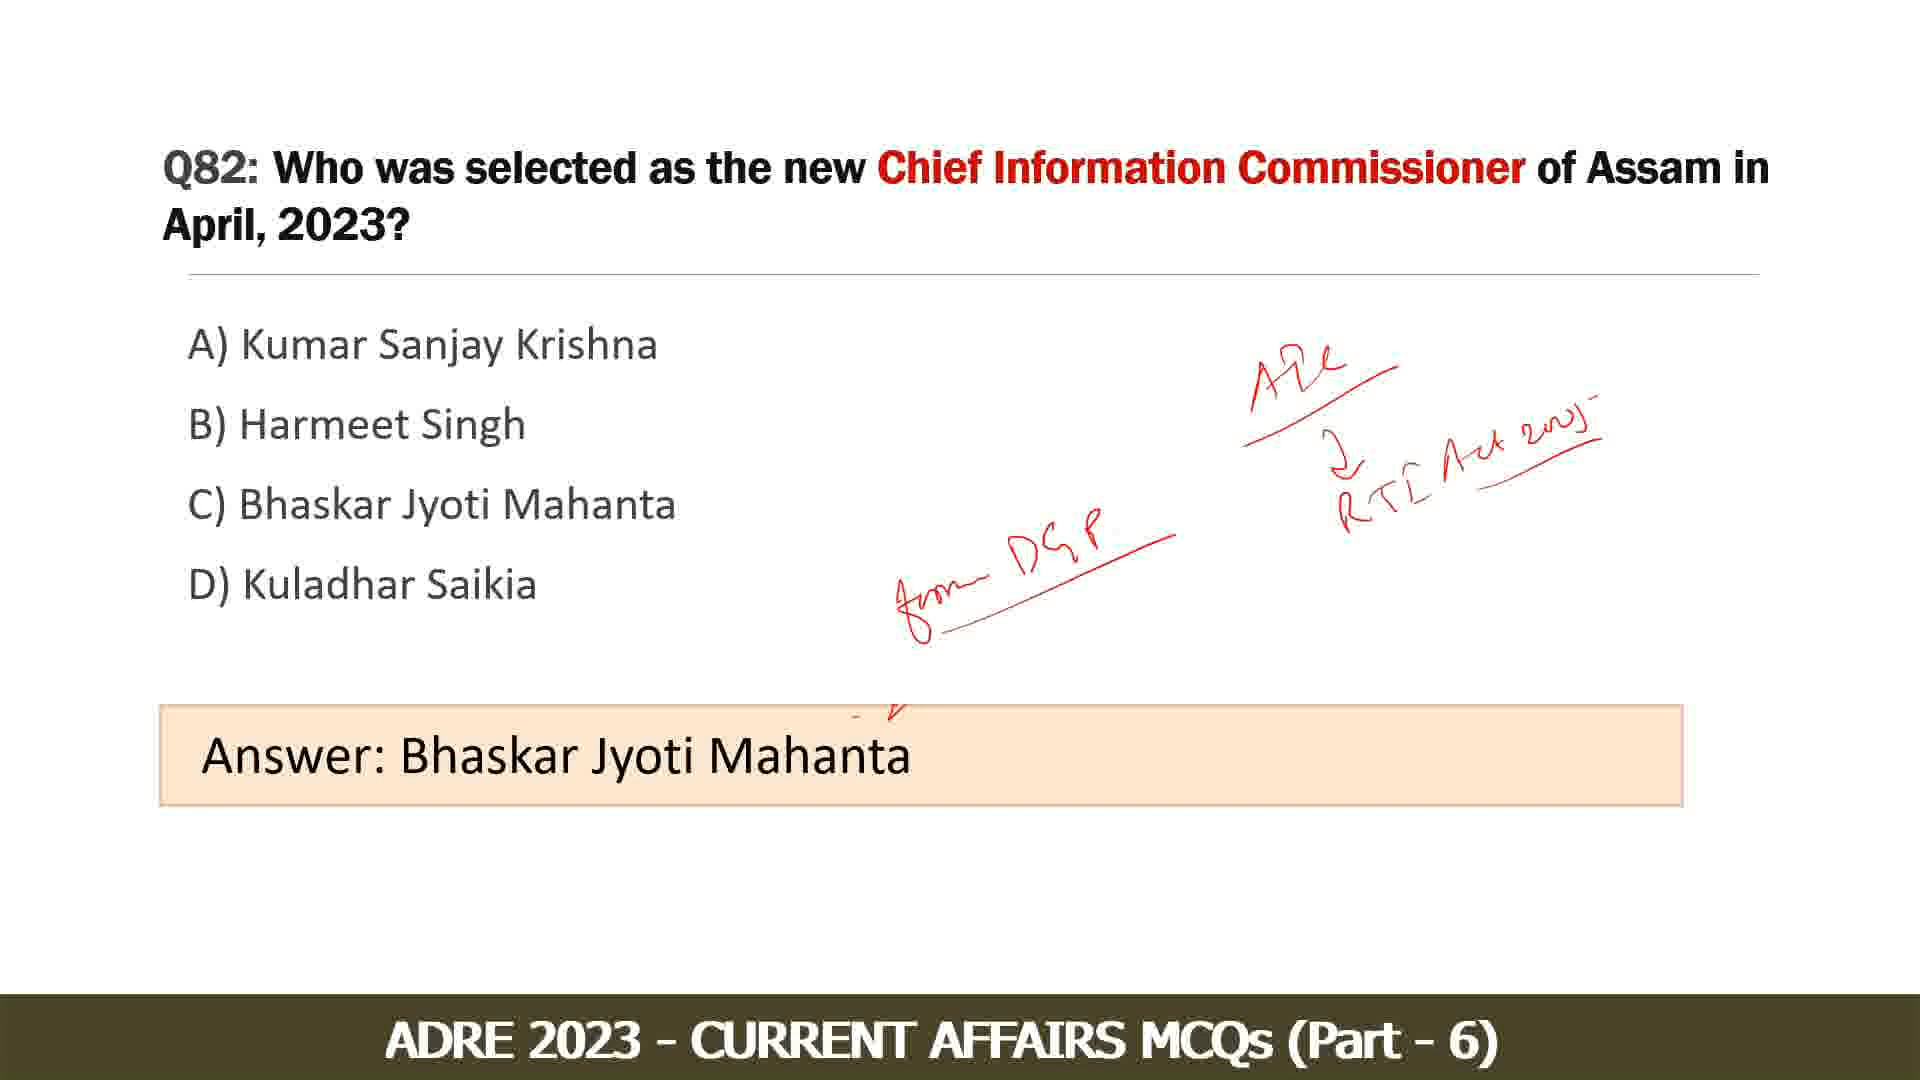 Q82: Who was selected as the new Chief Information Commissioner of Assam in
April, 2023?
A) Kumar Sanjay Krishna
B) Harmeet Singh
C) Bhaskar Jyoti Mahanta
D) Kuladhar Saikia
RTI Act 2005
DGP
Answer: Bhaskar Jyoti Mahanta
ADRE 2023 - CURRENT AFFAIRS MCQs (Part - 6)